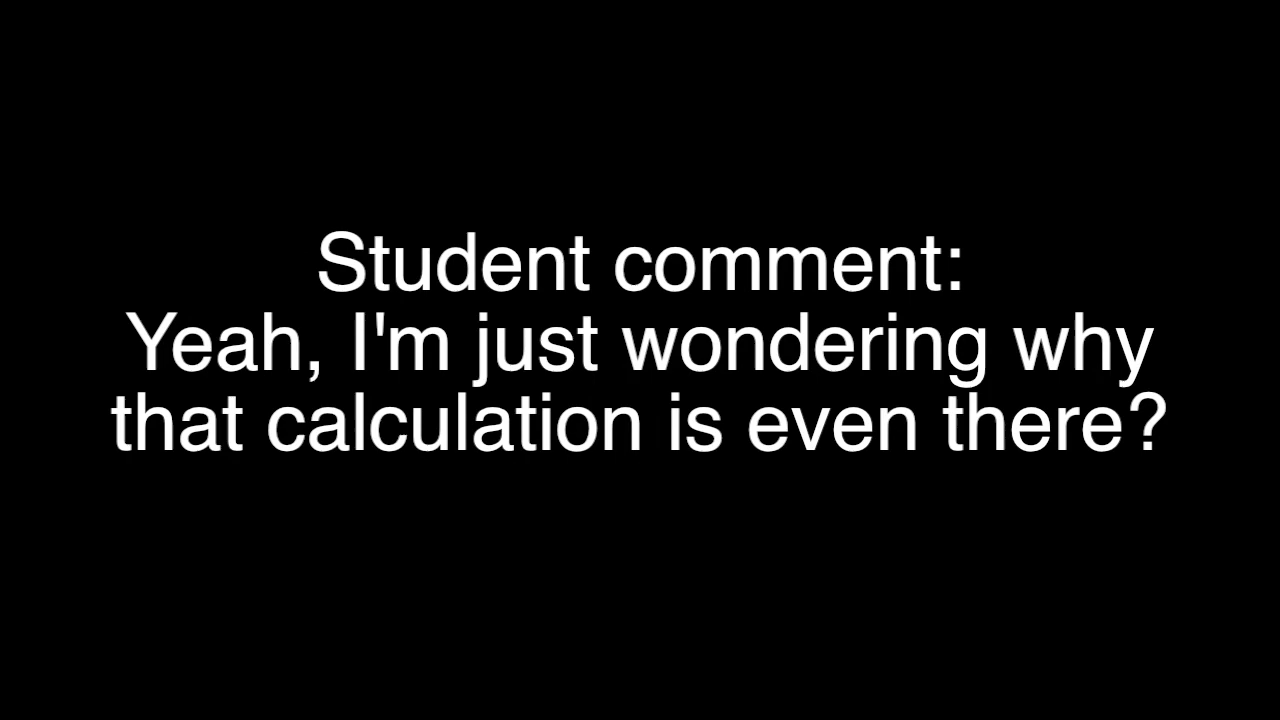 Student comment:
Yeah, I'm just wondering why
that calculation is even there?